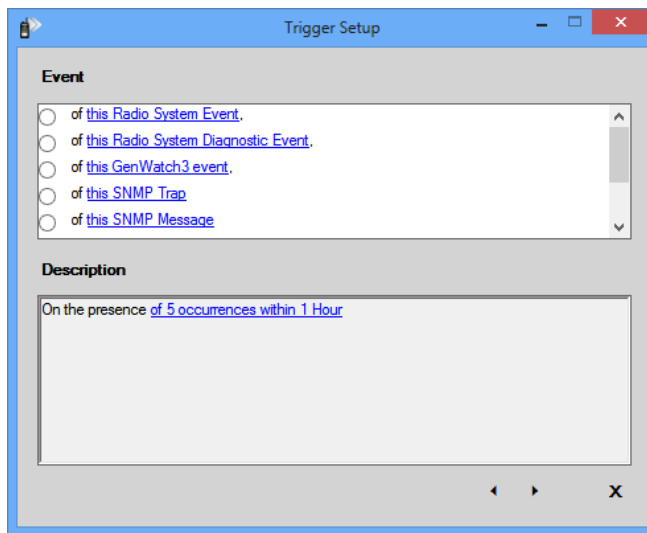 Trigger Setup
Event
of this Radio System Event,
of this Radio System Diagnostic Event,
of this GenWatch3 event,
of this SNMP Trap
of this SNMP Message
Description
On the presence of 5 occurrences within 1 Hour
X